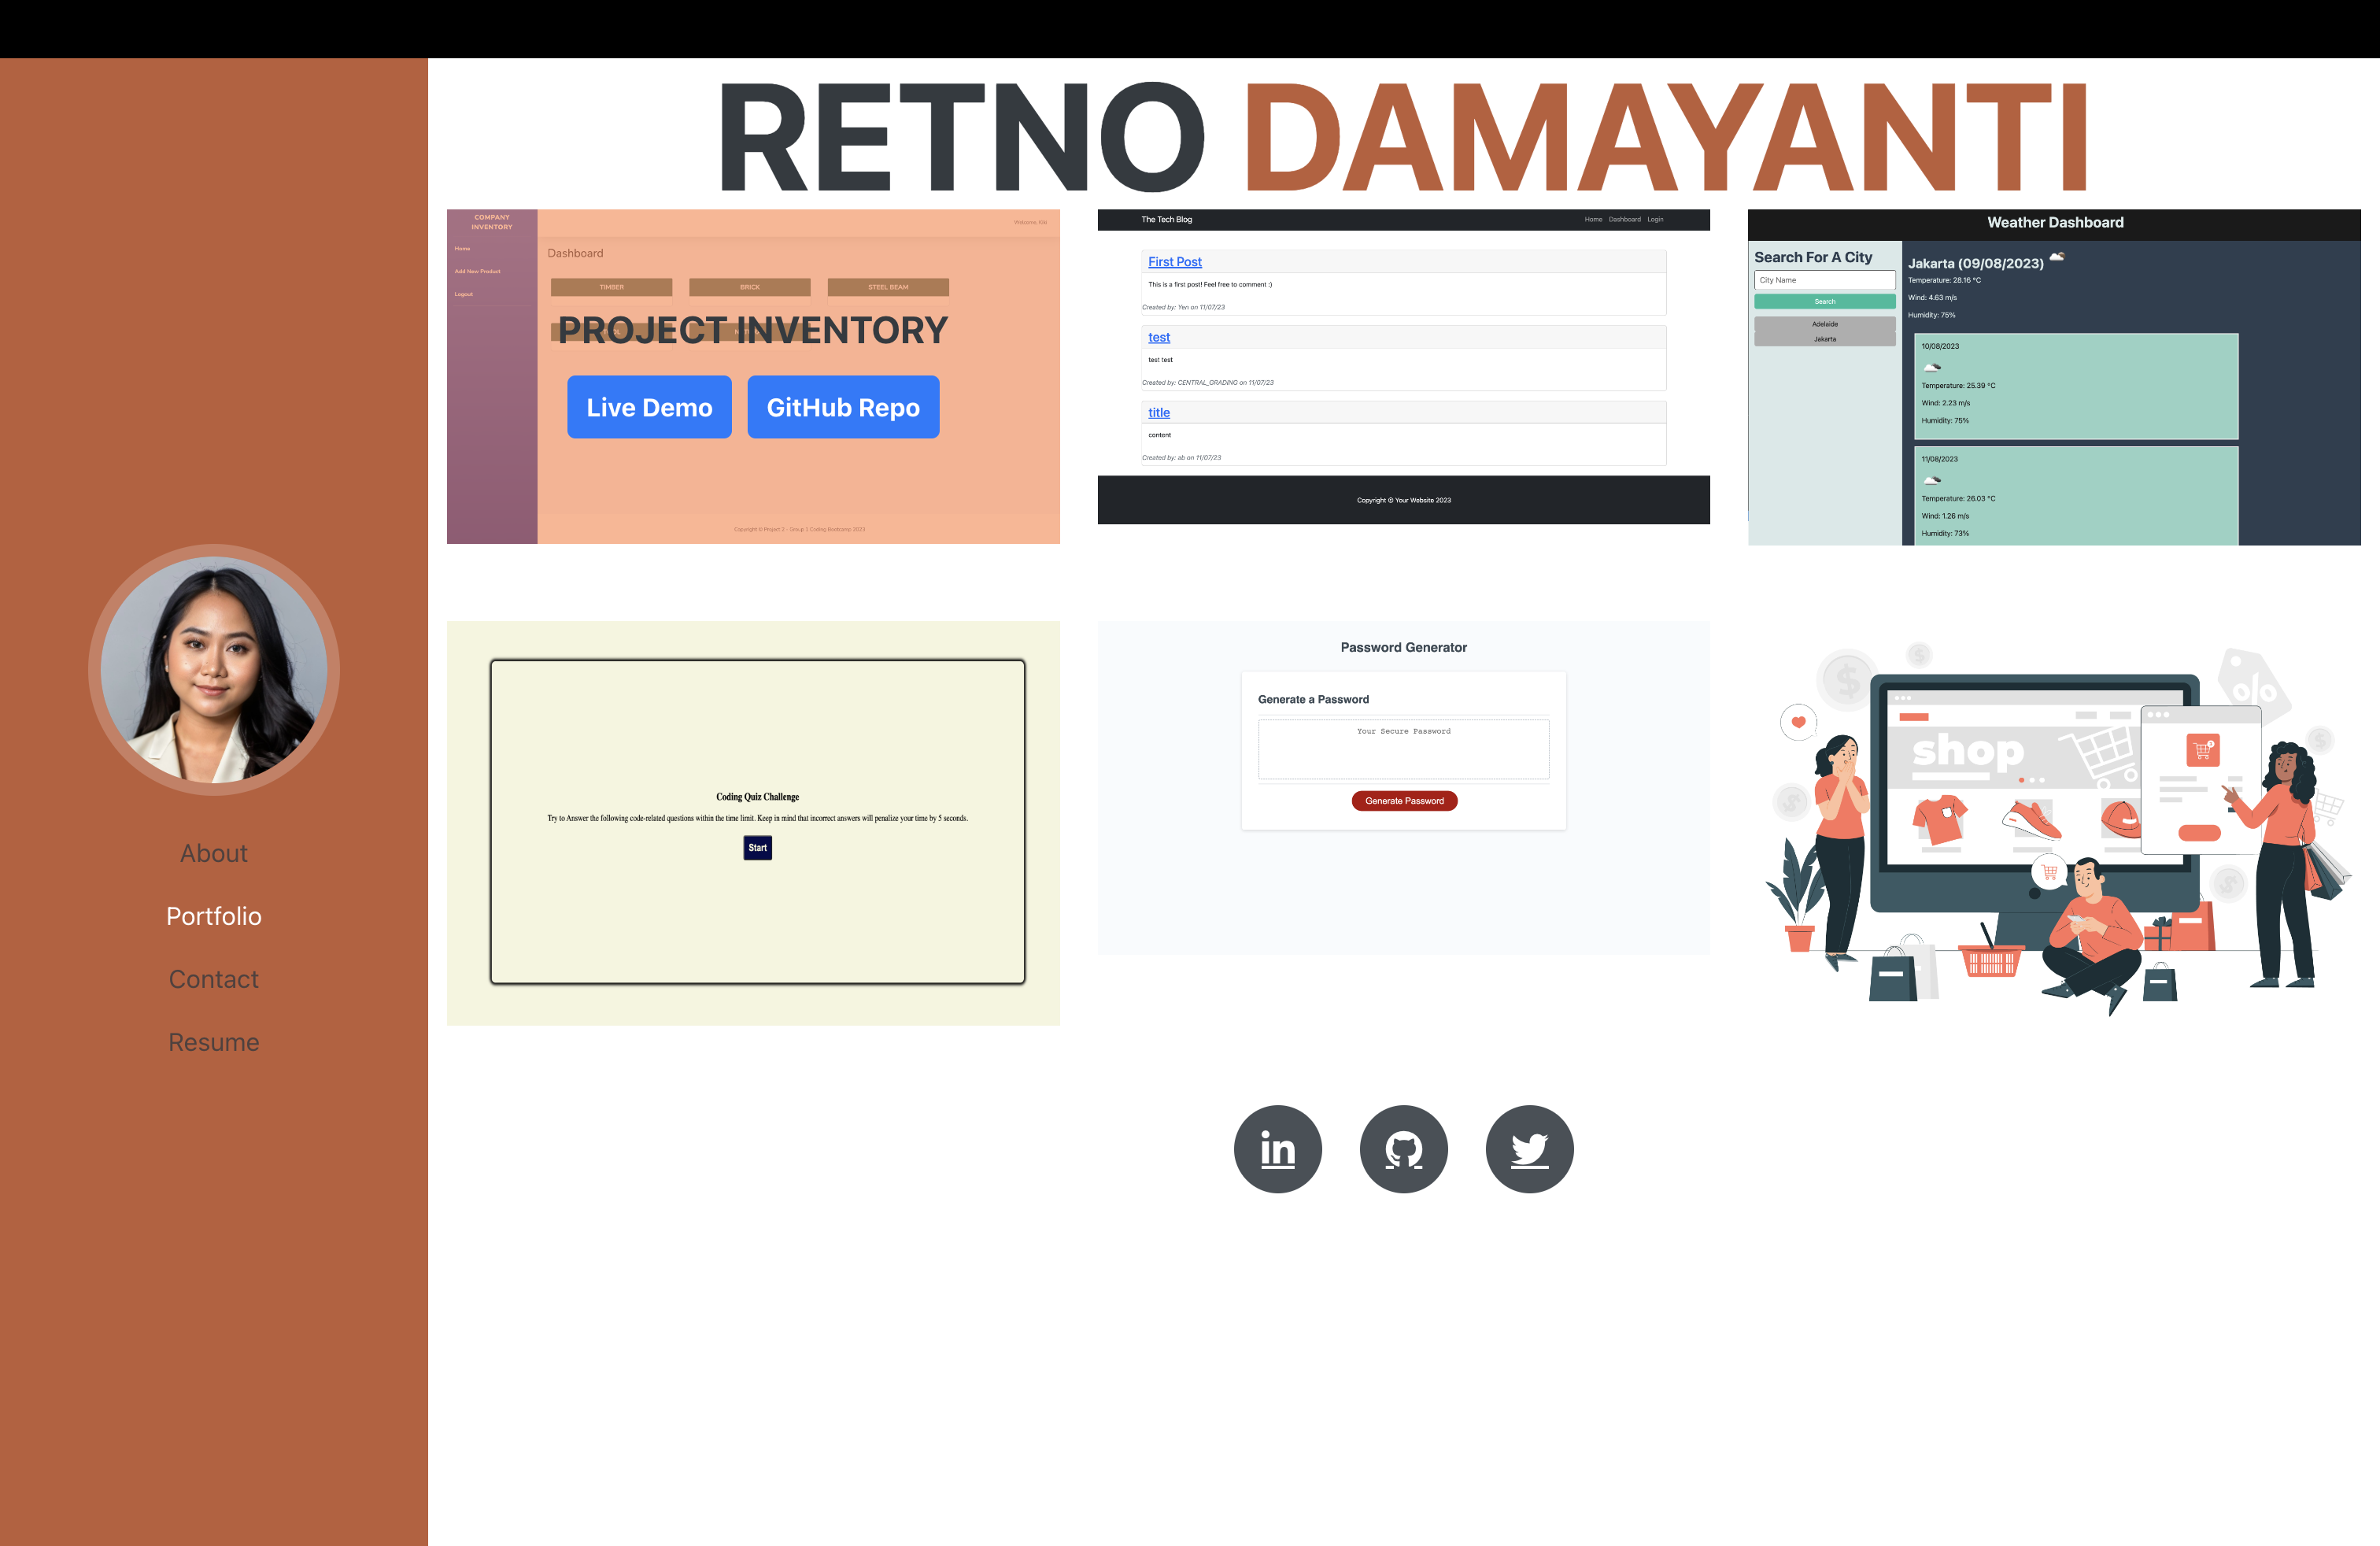 RETNO DAMAYANTI
About
Portfolio
Contact
Resume
COMPANY
INVENTORY
Home
Add New Product
Logout
Dashboard
TIMBER
BRICK
STEEL BEAM
PROJECT INVENTORY
Live Demo
GitHub Repo
Copyright © Project 2 - Group 1 Coding Bootcamp 2023
The Tech Blog
Home Dashboard Login
First Post
This is a first post! Feel free to comment :)
Created by: Yen on 11/07/23
test
test test
Created by: CENTRAL_GRADING on 11/07/23
title
content
Created by: ab on 11/07/23
Copyright © Your Website 2023
Weather Dashboard
Search For A City
City Name
Search
Adelaide
Jakarta
Jakarta (09/08/2023)
Temperature: 28.16 °C
Wind: 4.63 m/s
Humidity: 75%
10/08/2023
Temperature: 25.39 °C
Wind: 2.23 m/s
Humidity: 75%
11/08/2023
Temperature: 26.03 °C
Wind: 1.26 m/s
Humidity: 73%
Coding Quiz Challenge
Try to Answer the following code-related questions within the time limit. Keep in mind that incorrect answers will penalize your time by 5 seconds.
Start
Password Generator
Generate a Password
Your Secure Password
Generate Password
shop
%
in